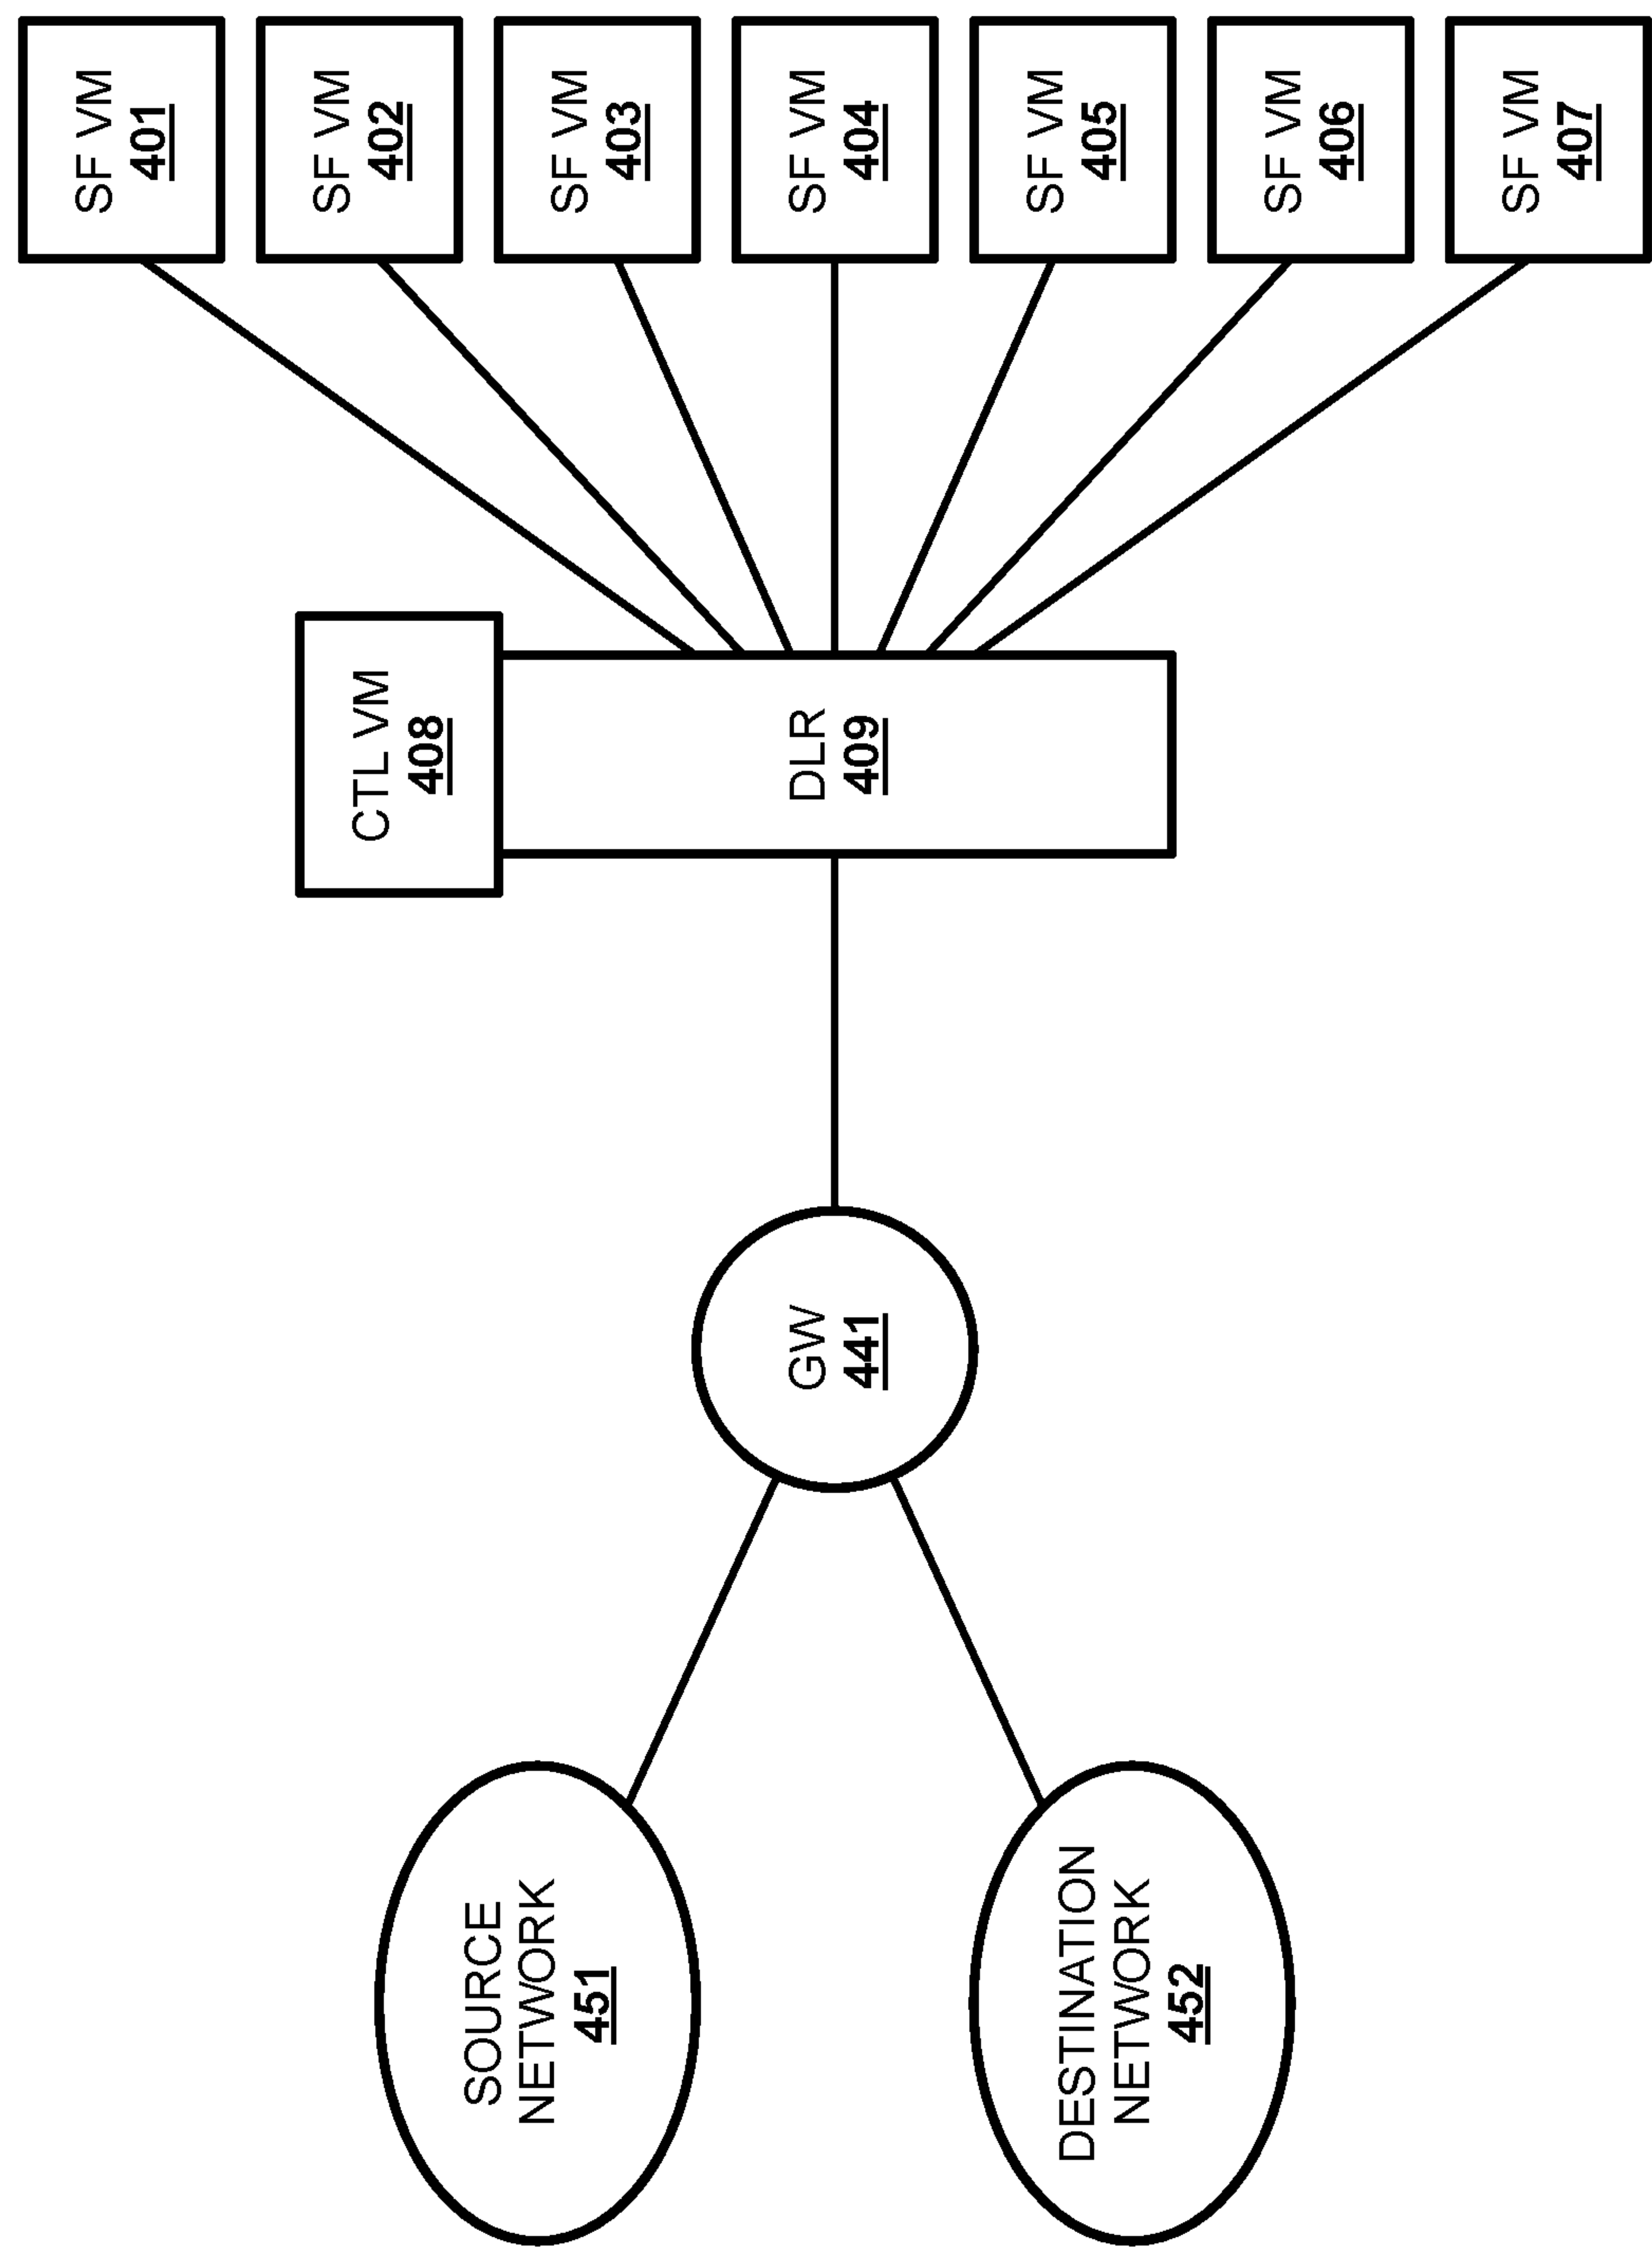 SF VM
401
SF VM
402
SF VM
403
SF VM
404
SF VM
405
SF VM
406
SF VM
407
CTL VM
408
DLR
409
GW
441
SOURCE
NETWORK
451
DESTINATION
NETWORK
452